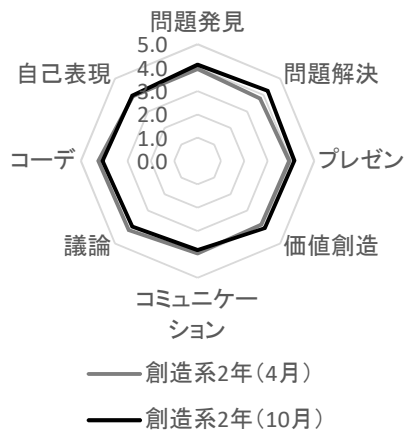 問題発見
5.0
4.0
3.0
2.0
1.0
0.0
自己表現
問題解決
コーデ
プレゼン
議論
価値創造
コミュニケー
ション
創造系2年(4月)
創造系2年(10月)